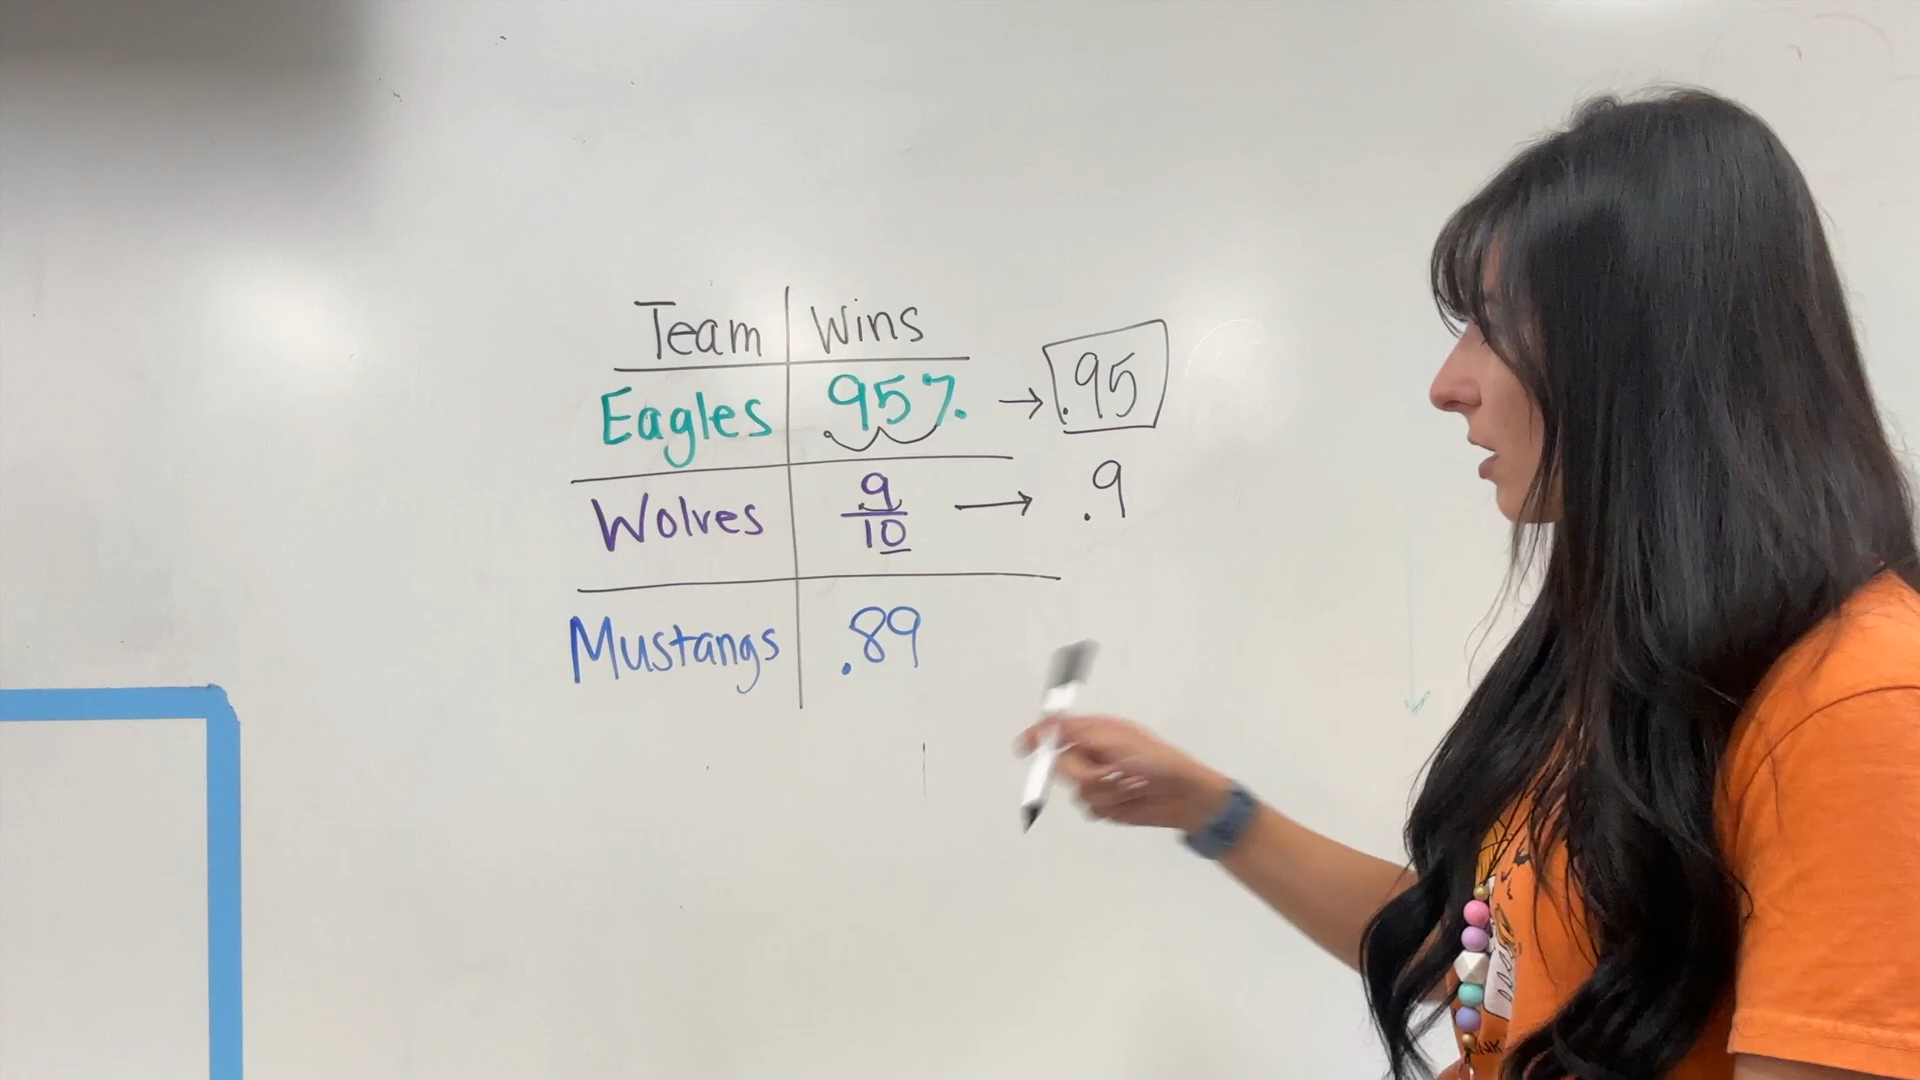 Team Wins
Eagles 95% → .95
Wolves 9/10 → .9
Mustangs .89